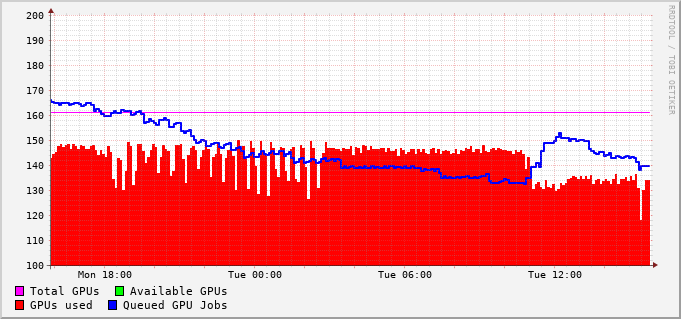 200
190
180
170
160
150
140
130
120
110
100
Mon 18:00 Tue 00:00 Tue 06:00 Tue 12:00
Total GPUs Available GPUs
GPUs used Queued GPU Jobs
RRDTOOL / TOBI OETIKER